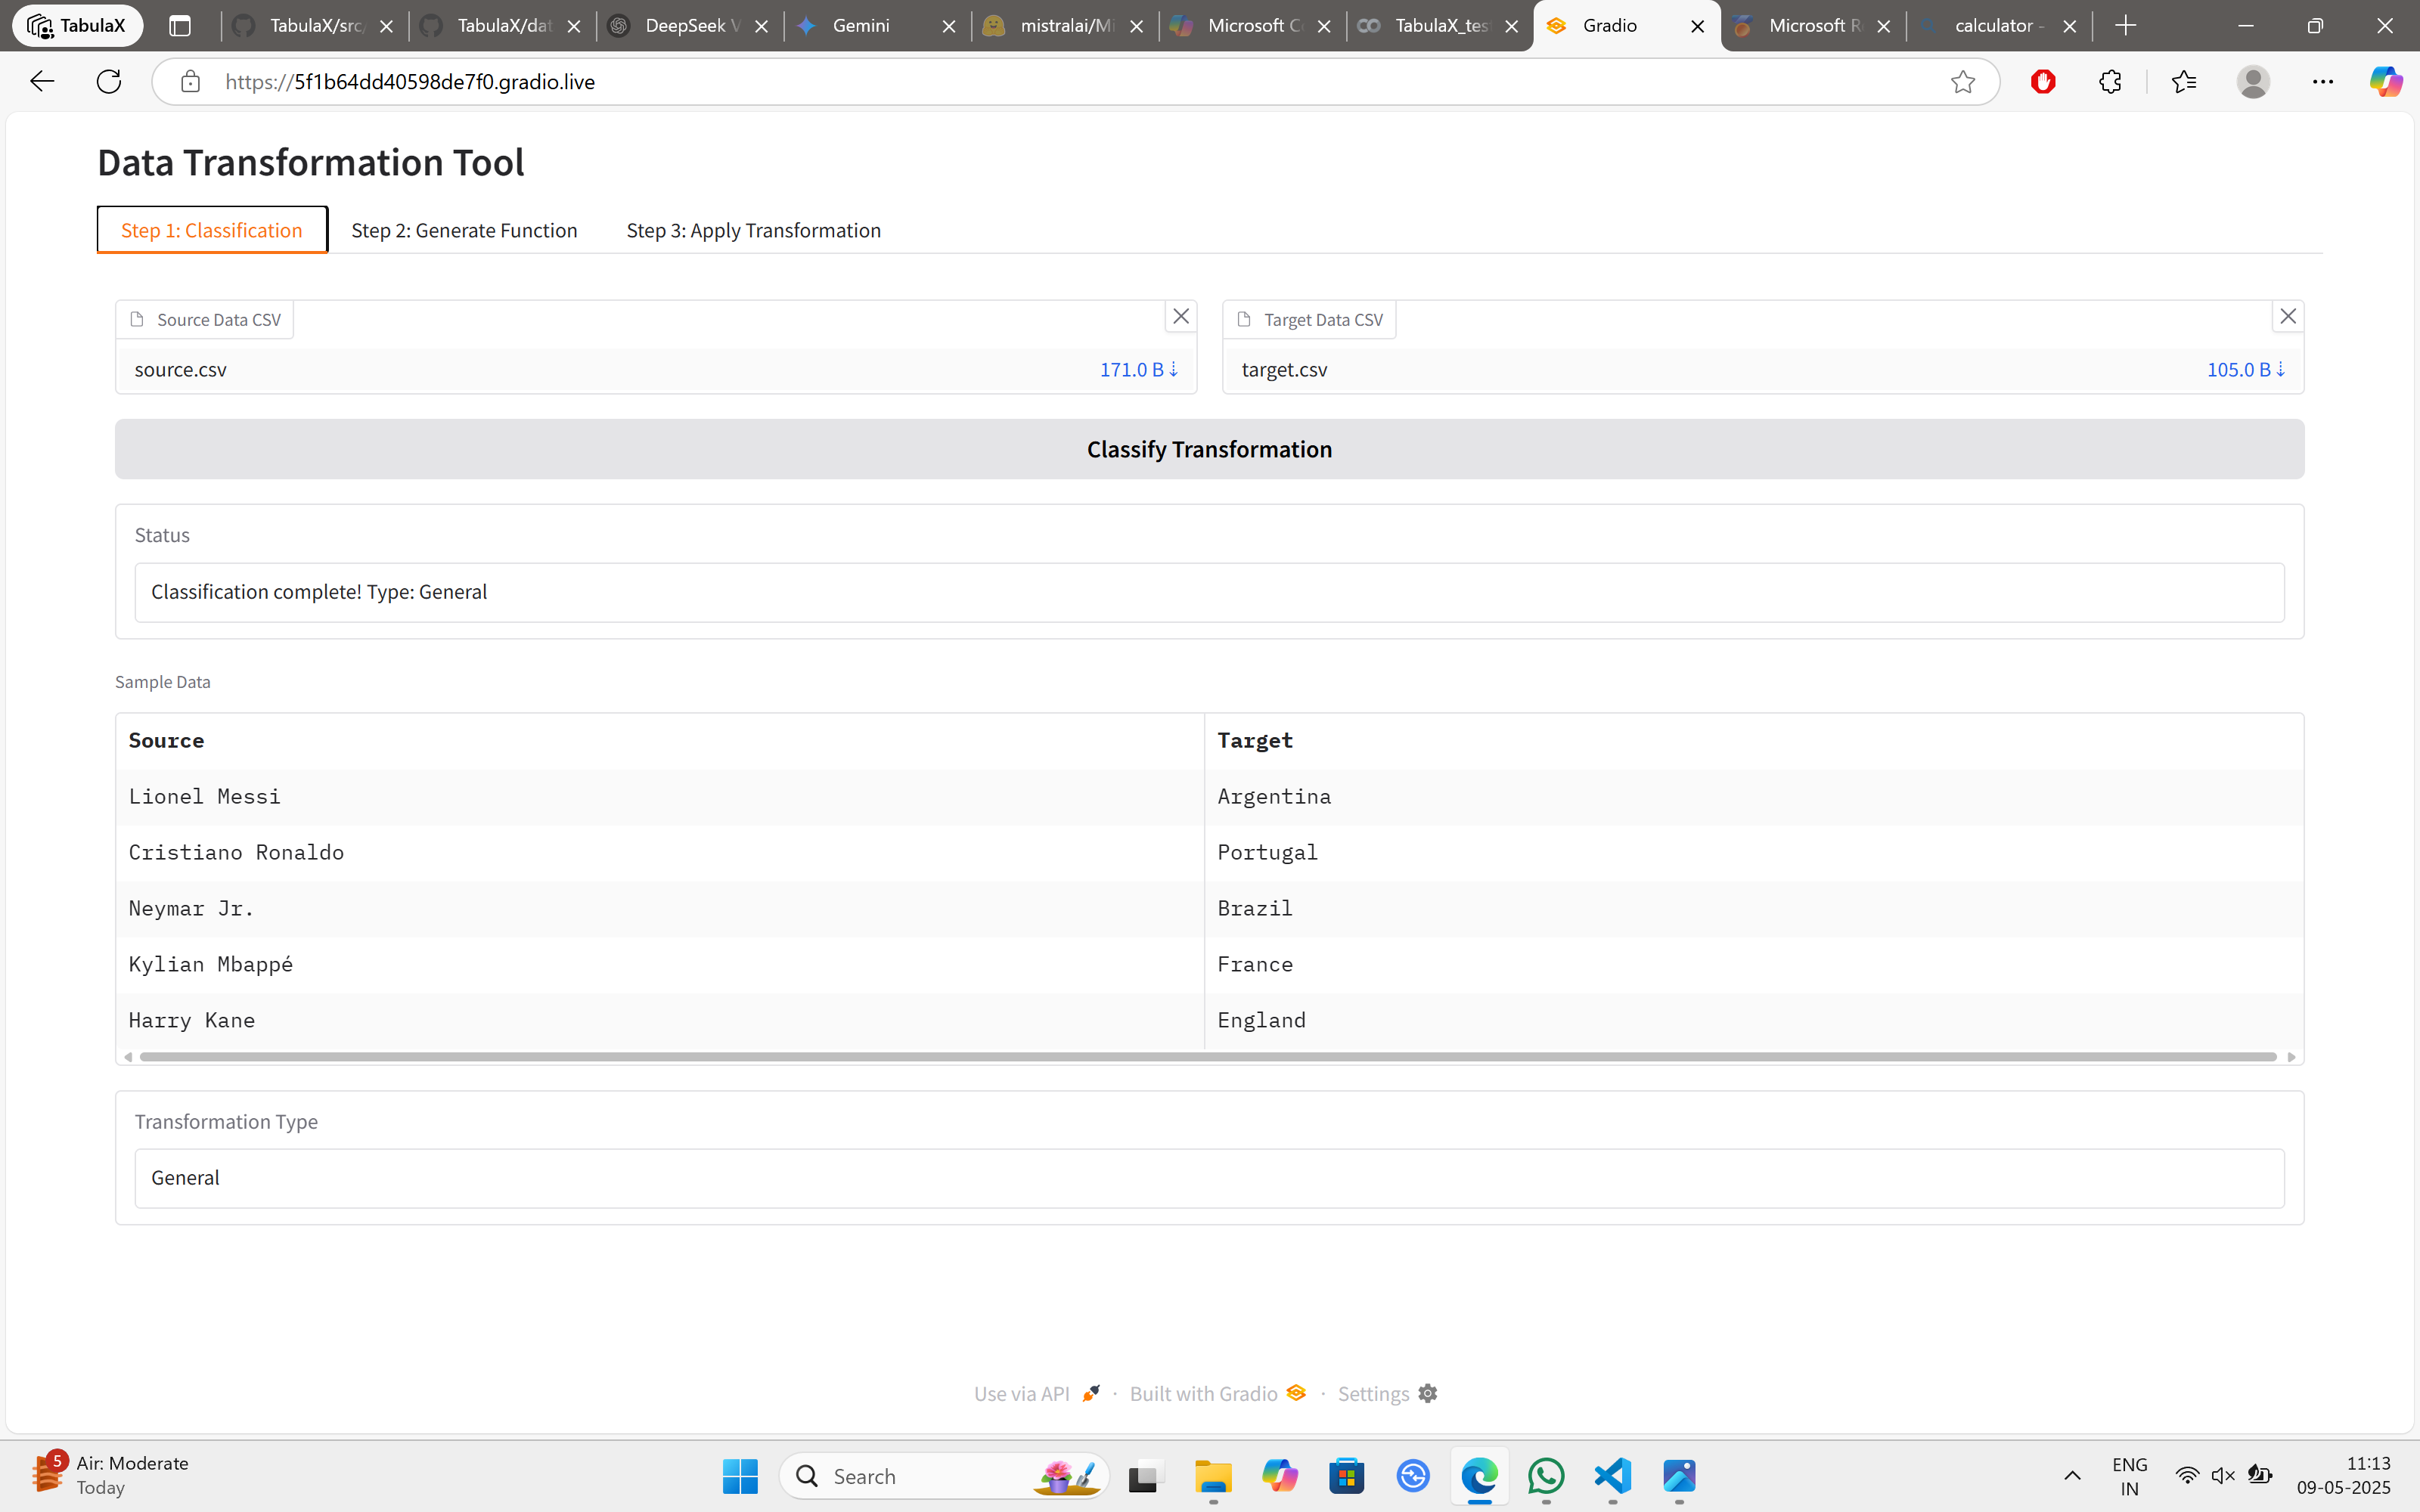 TabulaX
TabulaX/src/
TabulaX/dat
DeepSeek V
Gemini
mistralai/Mi
Microsoft C
TabulaX_tes
Gradio
Microsoft R
calculator -
https://5f1b64dd40598de7f0.gradio.live
Data Transformation Tool
Step 1: Classification
Step 2: Generate Function
Step 3: Apply Transformation
Source Data CSV
source.csv
171.0 B ⇣
Target Data CSV
target.csv
105.0 B ⇣
Classify Transformation
Status
Classification complete! Type: General
Sample Data
Source Target
Lionel Messi Argentina
Cristiano Ronaldo Portugal
Neymar Jr. Brazil
Kylian Mbappé France
Harry Kane England
Transformation Type
General
Use via API · Built with Gradio · Settings
5
Air: Moderate
Today
Search
ENG
IN
11:13
09-05-2025